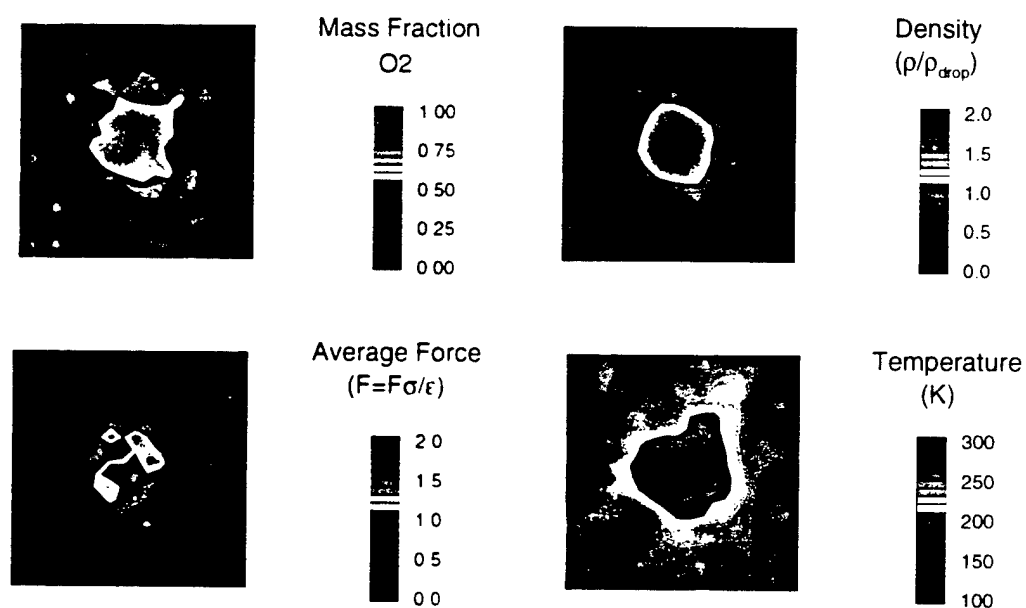 Mass Fraction
O2
1 00
0 75
0 50
0 25
0 00
Density
(ρ/ρdrop)
2.0
1.5
1.0
0.5
0.0
Average Force
(F=Fσ/ε)
2 0
1 5
1 0
0 5
0 0
Temperature
(K)
300
250
200
150
100